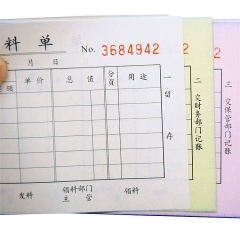 料 单
No. 3684942
月 日
领 单价 总值 分页 用途
一 留存
二 交财务部门记账
三 交保管部门记账
发料 领料部门主管 领料